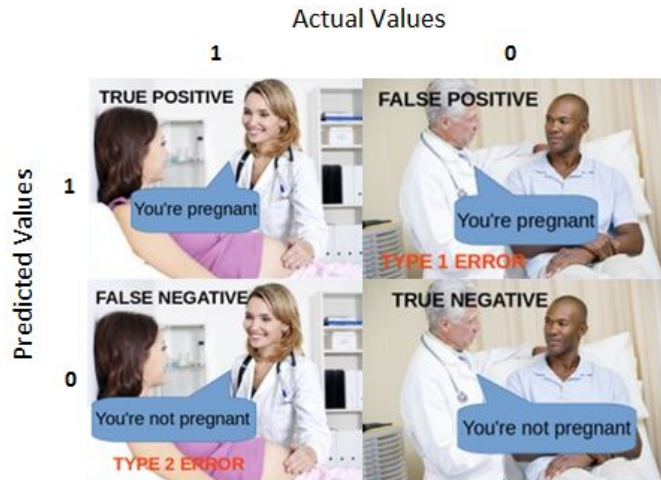 Actual Values
1
0
Predicted Values
1
TRUE POSITIVE
You're pregnant
FALSE POSITIVE
You're pregnant
TYPE 1 ERROR
0
FALSE NEGATIVE
You're not pregnant
TYPE 2 ERROR
TRUE NEGATIVE
You're not pregnant